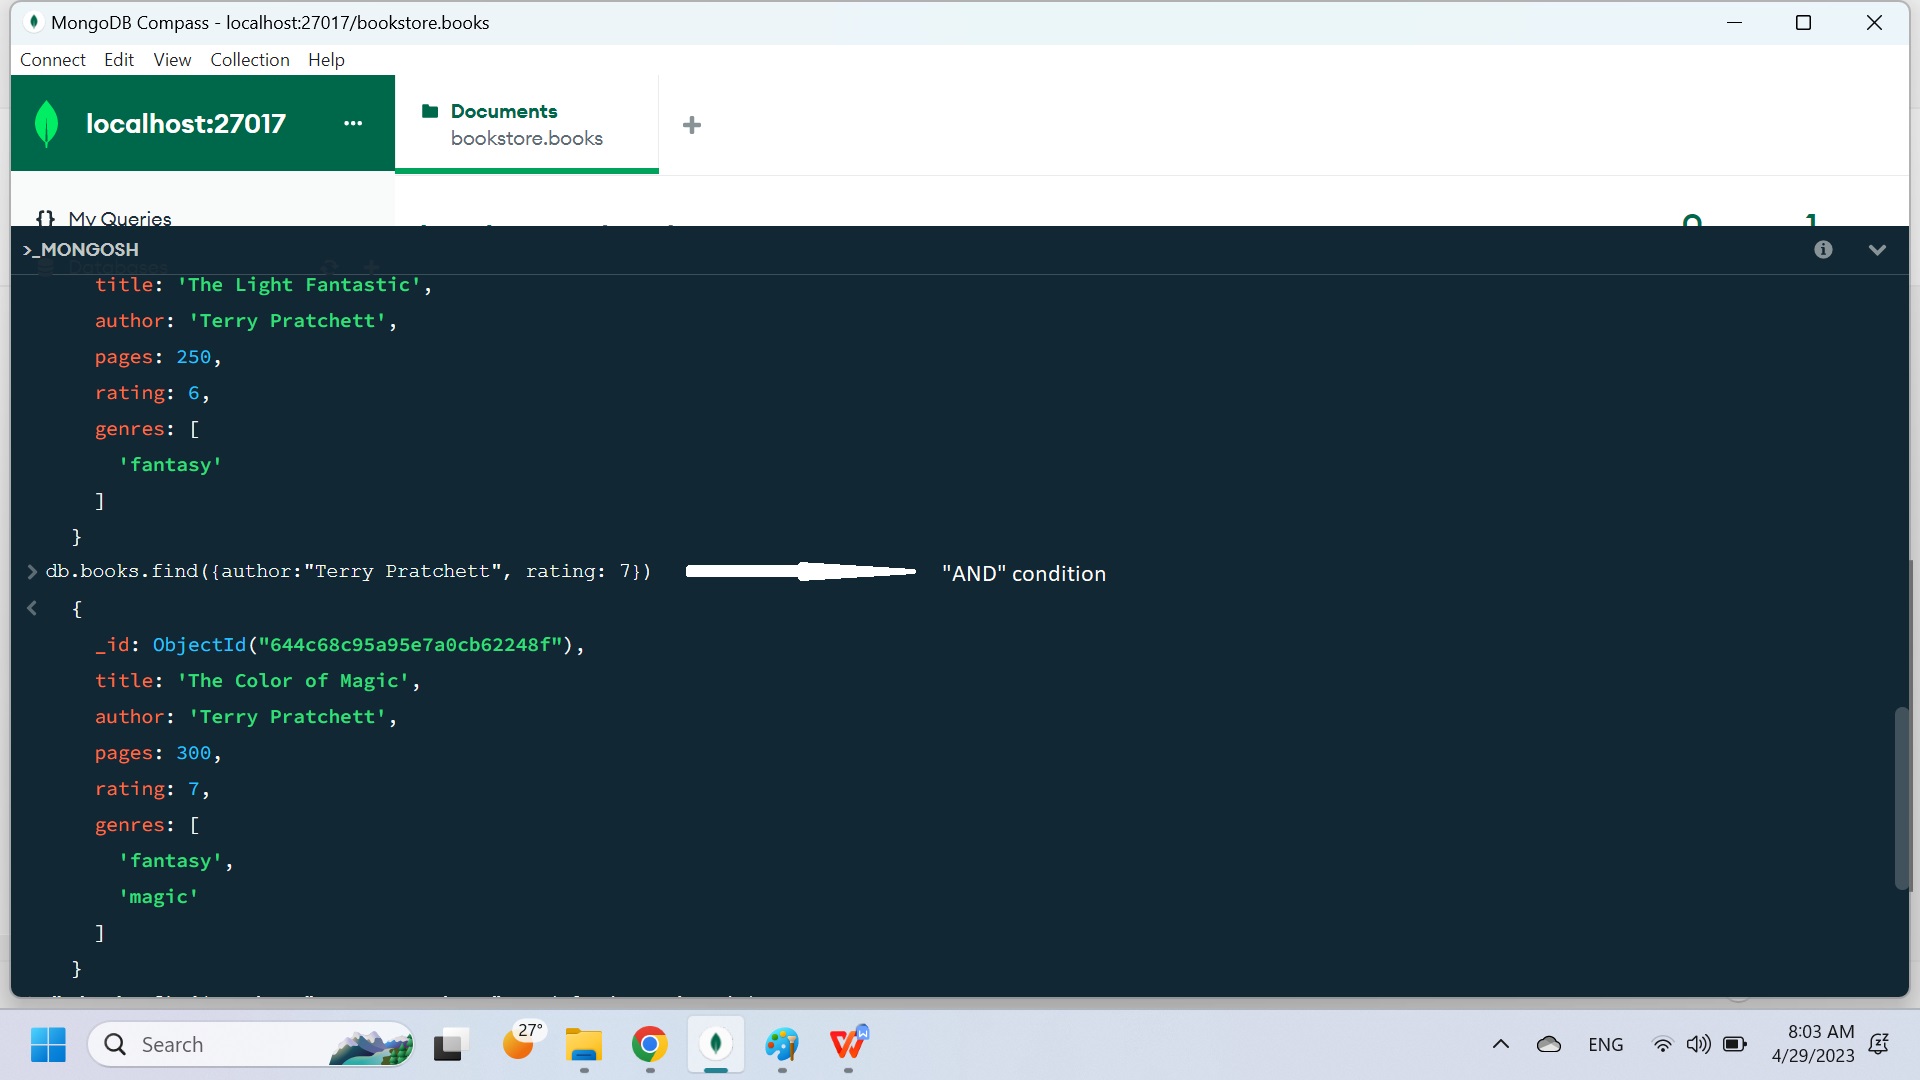 MongoDB Compass - localhost:27017/bookstore.books
Connect Edit View Collection Help
localhost:27017 ...
Documents
bookstore.books
{} My Queries
Databases
>_MONGOSH
title: 'The Light Fantastic',
author: 'Terry Pratchett',
pages: 250,
rating: 6,
genres: [
'fantasy'
]
}
> db.books.find({author:"Terry Pratchett", rating: 7}) "AND" condition
< {
_id: ObjectId("644c68c95a95e7a0cb62248f"),
title: 'The Color of Magic',
author: 'Terry Pratchett',
pages: 300,
rating: 7,
genres: [
'fantasy',
'magic'
]
}
Search
27°
ENG
8:03 AM
4/29/2023